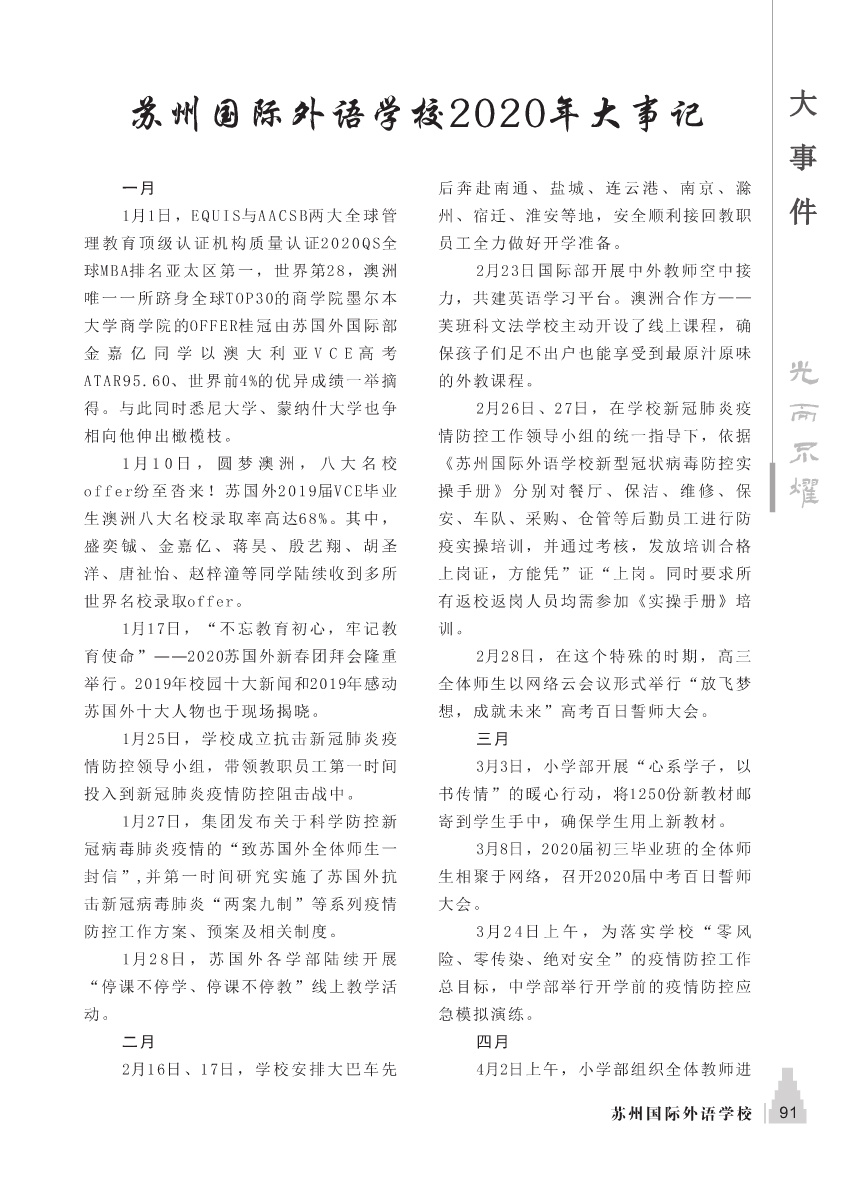 苏州国际外语学校2020年大事记
一月
1月1日，EQUIS与AACSB两大全球管
理教育顶级认证机构质量认证2020QS全
球MBA排名亚太区第一，世界第28，澳洲
唯一一所跻身全球TOP30的商学院墨尔本
大学商学院的OFFER桂冠由苏国外国际部
金嘉亿同学以澳大利亚VCE高考
ATAR95.60、世界前4%的优异成绩一举摘
得。与此同时悉尼大学、蒙纳什大学也争
相向他伸出橄榄枝。
1月10日，圆梦澳洲，八大名校
offer纷至沓来！苏国外2019届VCE毕业
生澳洲八大名校录取率高达68%。其中，
盛奕铖、金嘉亿、蒋昊、殷艺翔、胡圣
洋、唐祉怡、赵梓潼等同学陆续收到多所
世界名校录取offer。
1月17日，“不忘教育初心，牢记教
育使命”——2020苏国外新春团拜会隆重
举行。2019年校园十大新闻和2019年感动
苏国外十大人物也于现场揭晓。
1月25日，学校成立抗击新冠肺炎疫
情防控领导小组，带领教职员工第一时间
投入到新冠肺炎疫情防控阻击战中。
1月27日，集团发布关于科学防控新
冠病毒肺炎疫情的“致苏国外全体师生一
封信”,并第一时间研究实施了苏国外抗
击新冠病毒肺炎“两案九制”等系列疫情
防控工作方案、预案及相关制度。
1月28日，苏国外各学部陆续开展
“停课不停学、停课不停教”线上教学活
动。
二月
2月16日、17日，学校安排大巴车先
后奔赴南通、盐城、连云港、南京、滁
州、宿迁、淮安等地，安全顺利接回教职
员工全力做好开学准备。
2月23日国际部开展中外教师空中接
力，共建英语学习平台。澳洲合作方——
芙班科文法学校主动开设了线上课程，确
保孩子们足不出户也能享受到最原汁原味
的外教课程。
2月26日、27日，在学校新冠肺炎疫
情防控工作领导小组的统一指导下，依据
《苏州国际外语学校新型冠状病毒防控实
操手册》分别对餐厅、保洁、维修、保
安、车队、采购、仓管等后勤员工进行防
疫实操培训，并通过考核，发放培训合格
上岗证，方能凭”证“上岗。同时要求所
有返校返岗人员均需参加《实操手册》培
训。
2月28日，在这个特殊的时期，高三
全体师生以网络云会议形式举行“放飞梦
想，成就未来”高考百日誓师大会。
三月
3月3日，小学部开展“心系学子，以
书传情”的暖心行动，将1250份新教材邮
寄到学生手中，确保学生用上新教材。
3月8日，2020届初三毕业班的全体师
生相聚于网络，召开2020届中考百日誓师
大会。
3月24日上午，为落实学校“零风
险、零传染、绝对安全”的疫情防控工作
总目标，中学部举行开学前的疫情防控应
急模拟演练。
四月
4月2日上午，小学部组织全体教师进
大事件
光而不耀
苏州国际外语学校
91